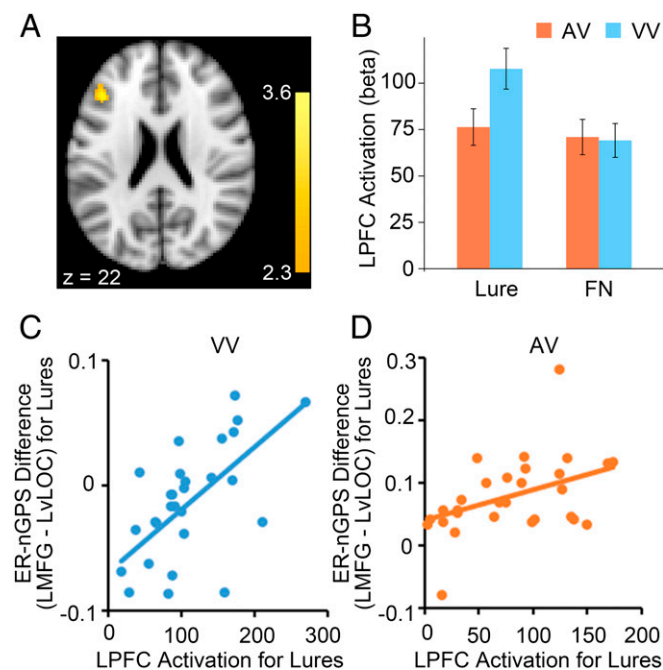 A
3.6
2.3
z = 22
B
AV VV
LPFC Activation (beta)
100
75
50
25
0
Lure FN
C
VV
ER-nGPS Difference
(LMFG - LvLOC) for Lures
0.1
0
-0.1
0 100 200 300
LPFC Activation for Lures
D
AV
ER-nGPS Difference
(LMFG - LvLOC) for Lures
0.3
0.2
0.1
0
-0.1
0 50 100 150 200
LPFC Activation for Lures